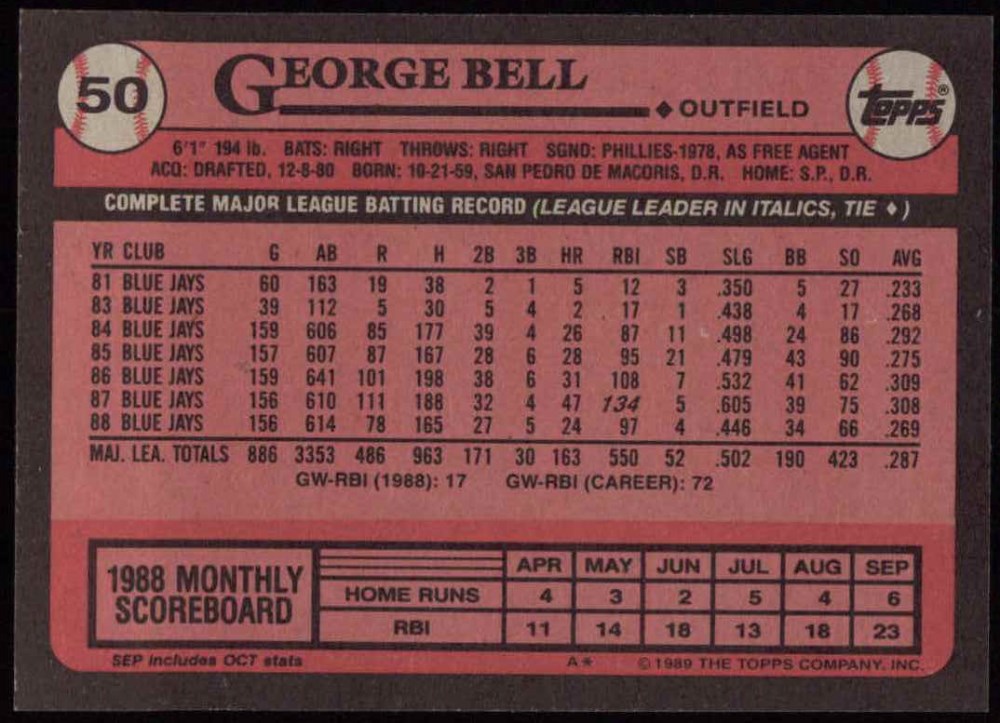 50
GEORGE BELL
♦ OUTFIELD
Topps®
6'1" 194 lb. BATS: RIGHT THROWS: RIGHT SGND: PHILLIES-1978, AS FREE AGENT
ACQ: DRAFTED, 12-8-80 BORN: 10-21-59, SAN PEDRO DE MACORIS, D.R. HOME: S.P., D.R.
COMPLETE MAJOR LEAGUE BATTING RECORD (LEAGUE LEADER IN ITALICS, TIE ♦)
YR CLUB G AB R H 2B 3B HR RBI SB SLG BB SO AVG
81 BLUE JAYS 60 163 19 38 2 1 5 12 3 .350 5 27 .233
83 BLUE JAYS 39 112 5 30 5 4 2 17 1 .438 4 17 .268
84 BLUE JAYS 159 606 85 177 39 4 26 87 11 .498 24 86 .292
85 BLUE JAYS 157 607 87 167 28 6 28 95 21 .479 43 90 .275
86 BLUE JAYS 159 641 101 198 38 6 31 108 7 .532 41 62 .309
87 BLUE JAYS 156 610 111 188 32 4 47 134 5 .605 39 75 .308
88 BLUE JAYS 156 614 78 165 27 5 24 97 4 .446 34 66 .269
MAJ. LEA. TOTALS 886 3353 486 963 171 30 163 550 52 .502 190 423 .287
GW-RBI (1988): 17 GW-RBI (CAREER): 72
1988 MONTHLY
SCOREBOARD
APR MAY JUN JUL AUG SEP
HOME RUNS 4 3 2 5 4 6
RBI 11 14 18 13 18 23
SEP includes OCT stats A* © 1989 THE TOPPS COMPANY, INC.